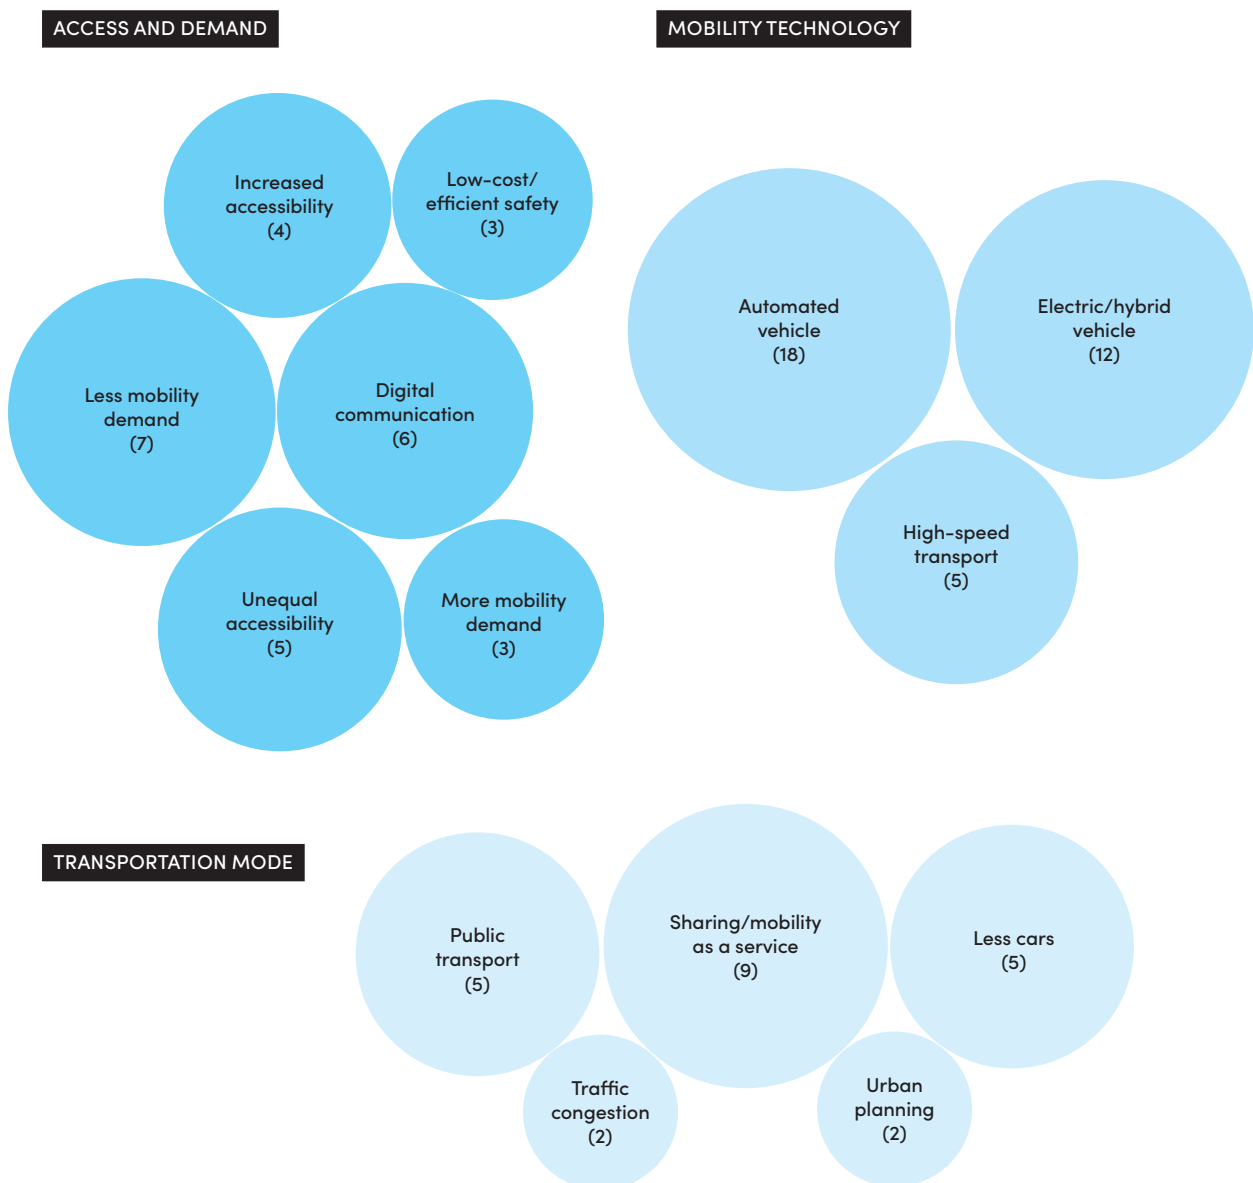 ACCESS AND DEMAND
Increased
accessibility
(4)
Low-cost/
efficient safety
(3)
Less mobility
demand
(7)
Digital
communication
(6)
Unequal
accessibility
(5)
More mobility
demand
(3)
MOBILITY TECHNOLOGY
Automated
vehicle
(18)
Electric/hybrid
vehicle
(12)
High-speed
transport
(5)
TRANSPORTATION MODE
Public
transport
(5)
Sharing/mobility
as a service
(9)
Less cars
(5)
Traffic
congestion
(2)
Urban
planning
(2)